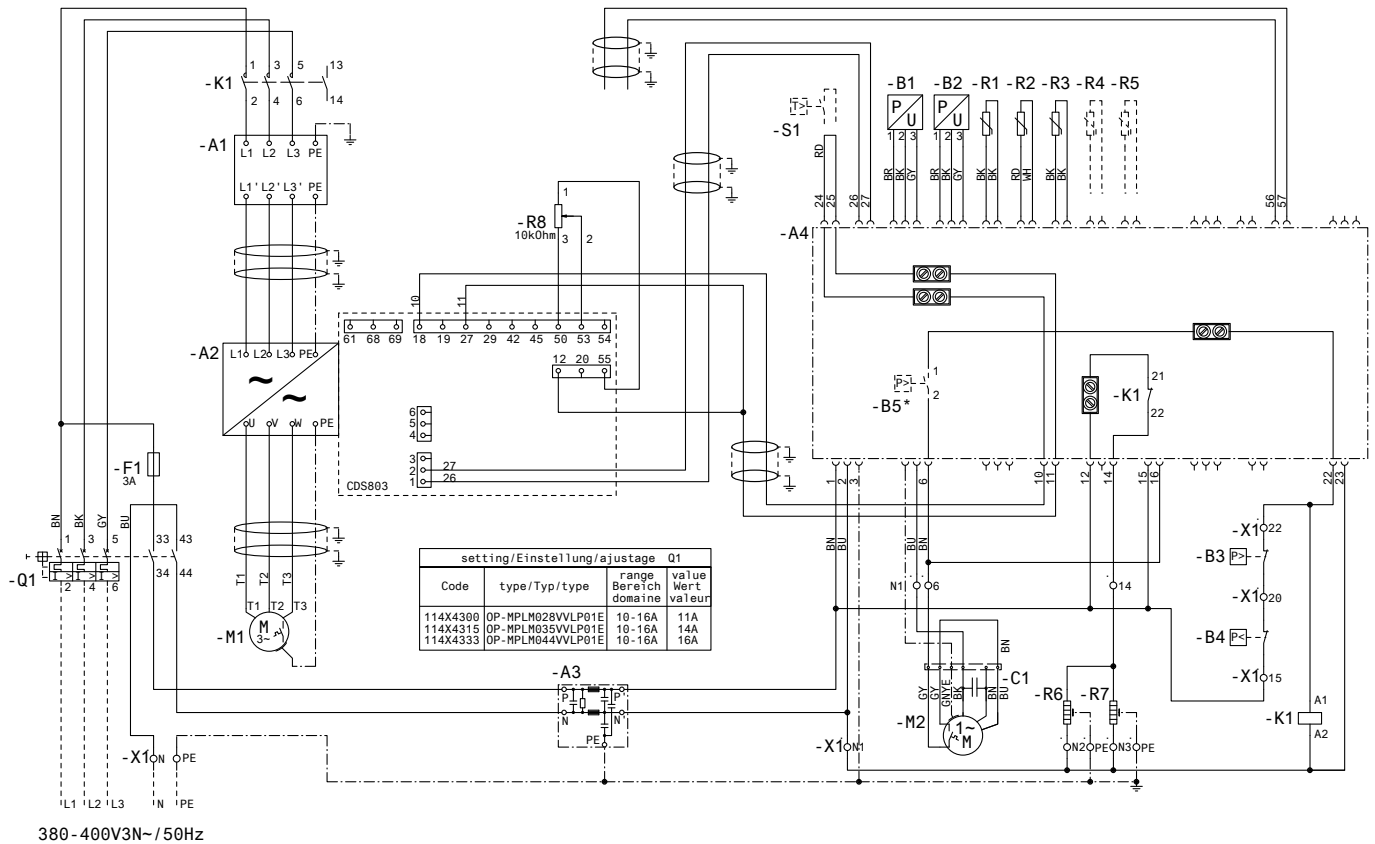 1 3 5 13
-K1
2 4 6 14
-A1
L1 L2 L3 PE
L1' L2' L3' PE
-A2
L1 L2 L3 PE
~
~
U V W PE
-F1
3A
BN BK GY BU
1 3 5 33 43
-Q1
I > I > I >
2 4 6 34 44
T1 T2 T3
T1 T2 T3
-M1
M
3~
-X1 N PE
L1 L2 L3 N PE
380-400V3N~/50Hz
-R8
10kOhm
1
3 2
10 11
61 68 69 18 19 27 29 42 45 50 53 54
12 20 55
6
5
4
3
2 27
1 26
CDS803
setting/Einstellung/ajustage Q1
Code type/Typ/type range Bereich domaine value Wert valeur
114X4300 OP-MPLM028VVLP01E 10-16A 11A
114X4315 OP-MPLM035VVLP01E 10-16A 14A
114X4333 OP-MPLM044VVLP01E 10-16A 16A
-A3
P P'
N N'
PE
T>
-S1
RD
24 25 26 27
-B1 -B2 -R1 -R2 -R3 -R4 -R5
P U P U
1 2 3 1 2 3
BR BK GY BR BK GY BK BK RD WH BK BK
56 57
-A4
P> 1
-B5* 2
-K1 21
22
1 2 3 6 10 11 12 14 15 16 22 23
BN BU BU BN
N1 6 14
-X1 22
-B3 P>
-X1 20
-B4 P<
-X1 15
BN
-C1
GY GY GNYE BK BN BU
-M2
1~
M
-R6 -R7
-K1 A1
A2
-X1 N1 N2 PE N3 PE